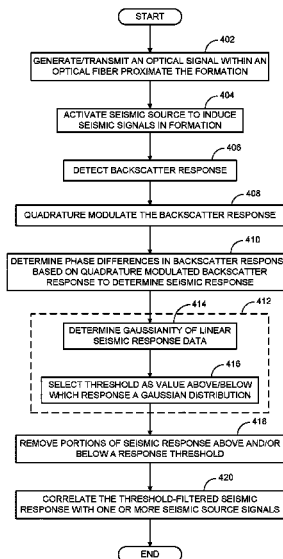 START
402
GENERATE/TRANSMIT AN OPTICAL SIGNAL WITHIN AN
OPTICAL FIBER PROXIMATE THE FORMATION
404
ACTIVATE SEISMIC SOURCE TO INDUCE
SEISMIC SIGNALS IN FORMATION
406
DETECT BACKSCATTER RESPONSE
408
QUADRATURE MODULATE THE BACKSCATTER RESPONSE
410
DETERMINE PHASE DIFFERENCES IN BACKSCATTER RESPONSE
BASED ON QUADRATURE MODULATED BACKSCATTER
RESPONSE TO DETERMINE SEISMIC RESPONSE
414
412
DETERMINE GAUSSIANITY OF LINEAR
SEISMIC RESPONSE DATA
416
SELECT THRESHOLD AS VALUE ABOVE/BELOW
WHICH RESPONSE A GAUSSIAN DISTRIBUTION
418
REMOVE PORTIONS OF SEISMIC RESPONSE ABOVE AND/OR
BELOW A RESPONSE THRESHOLD
420
CORRELATE THE THRESHOLD-FILTERED SEISMIC
RESPONSE WITH ONE OR MORE SEISMIC SOURCE SIGNALS
END